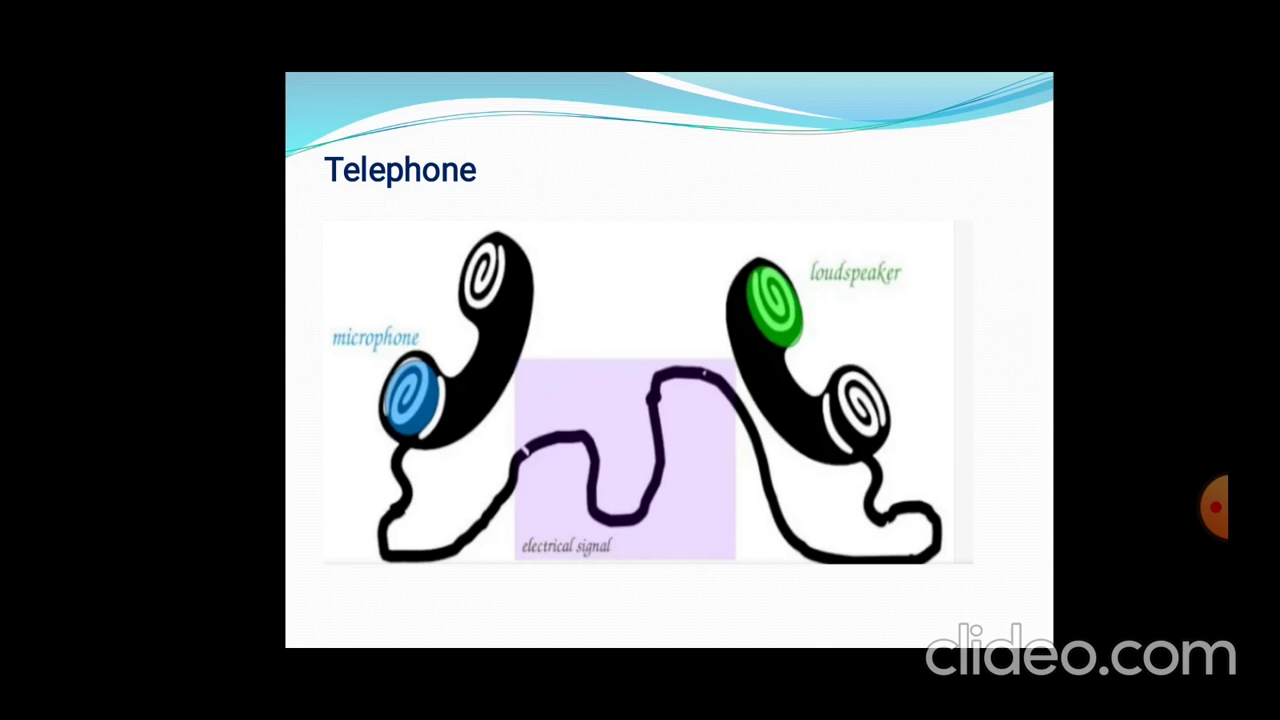 Telephone
loudspeaker
microphone
electrical signal
clideo.com